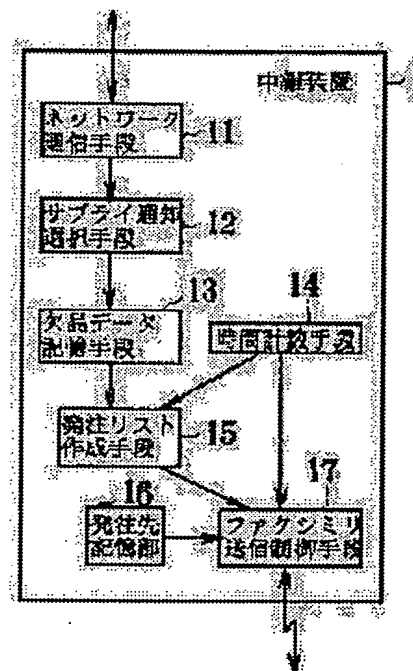 中継装置
ネットワーク
通信手段
11
サプライ通知
選択手段
12
13
欠品データ
記憶手段
14
時間計数手段
発注リスト
作成手段
15
16
発注先
記憶部
17
ファクシミリ
送信制御手段